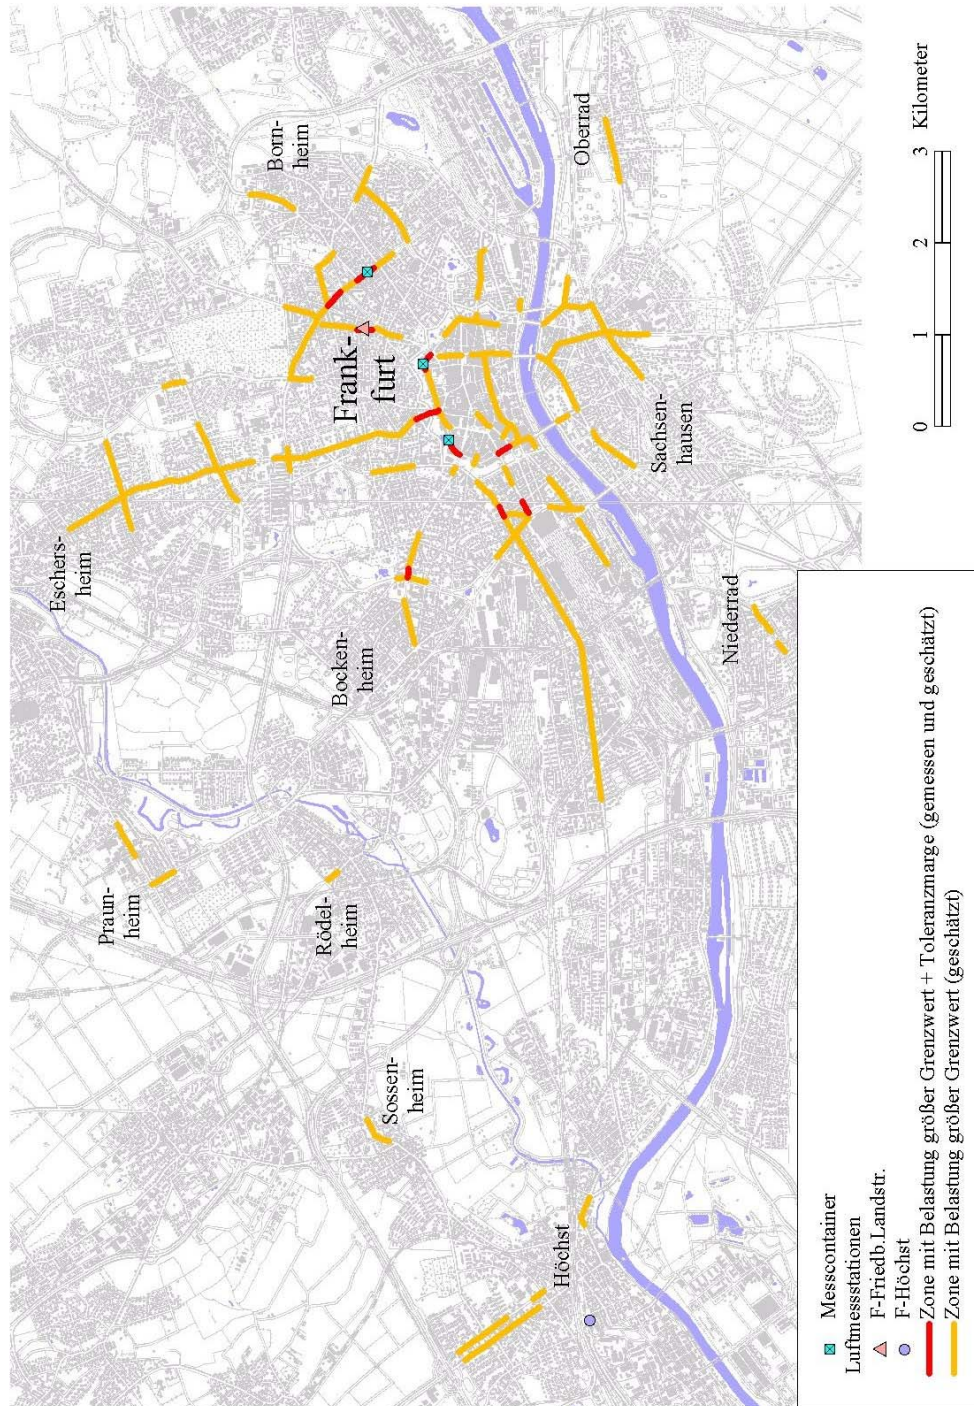 Eschers-
heim
Born-
heim
Praun-
heim
Frank-
furt
Bocken-
heim
Rödel-
heim
Oberrad
Sossen-
heim
Sachsen-
hausen
Höchst
Niederrad
Messcontainer
Luftmessstationen
F-Friedb.Landstr.
F-Höchst
Zone mit Belastung größer Grenzwert + Toleranzmarge (gemessen und geschätzt)
Zone mit Belastung größer Grenzwert (geschätzt)
0 1 2 3 Kilometer